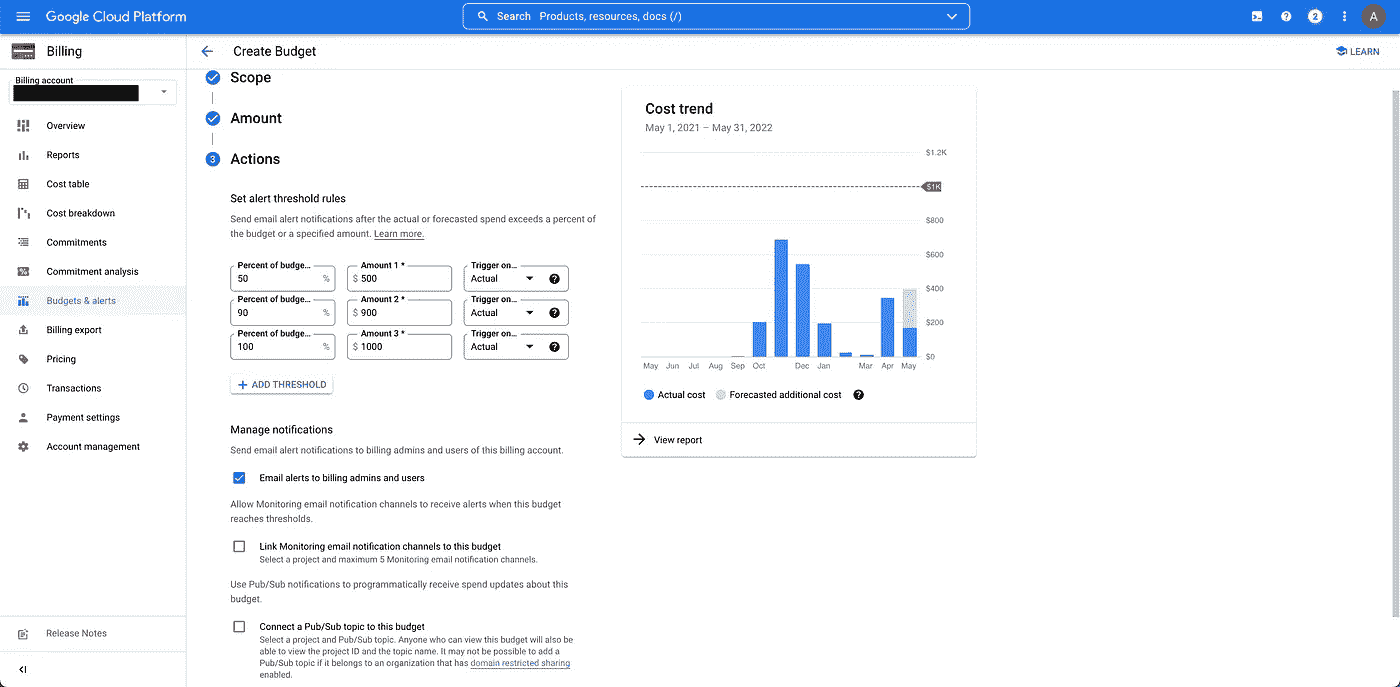 Google Cloud Platform
Search Products, resources, docs (/)
2
A
Billing
Create Budget
LEARN
Billing account
Overview
Reports
Cost table
Cost breakdown
Commitments
Commitment analysis
Budgets & alerts
Billing export
Pricing
Transactions
Payment settings
Account management
Release Notes
Scope
Amount
3 Actions
Set alert threshold rules
Send email alert notifications after the actual or forecasted spend exceeds a percent of
the budget or a specified amount. Learn more.
Percent of budge... Amount 1 * Trigger on...
50 % $ 500 Actual
Percent of budge... Amount 2 * Trigger on...
90 % $ 900 Actual
Percent of budge... Amount 3 * Trigger on...
100 % $ 1000 Actual
ADD THRESHOLD
Manage notifications
Send email alert notifications to billing admins and users of this billing account.
Email alerts to billing admins and users
Allow Monitoring email notification channels to receive alerts when this budget
reaches thresholds.
Link Monitoring email notification channels to this budget
Select a project and maximum 5 Monitoring email notification channels.
Use Pub/Sub notifications to programmatically receive spend updates about this
budget.
Connect a Pub/Sub topic to this budget
Select a project and Pub/Sub topic. Anyone who can view this budget will also be
able to view the project ID and the topic name. It may not be possible to add a
Pub/Sub topic if it belongs to an organization that has domain restricted sharing
enabled.
Cost trend
May 1, 2021 – May 31, 2022
$1.2K
$1K
$800
$600
$400
$200
$0
May Jun Jul Aug Sep Oct Dec Jan Mar Apr May
Actual cost Forecasted additional cost
View report